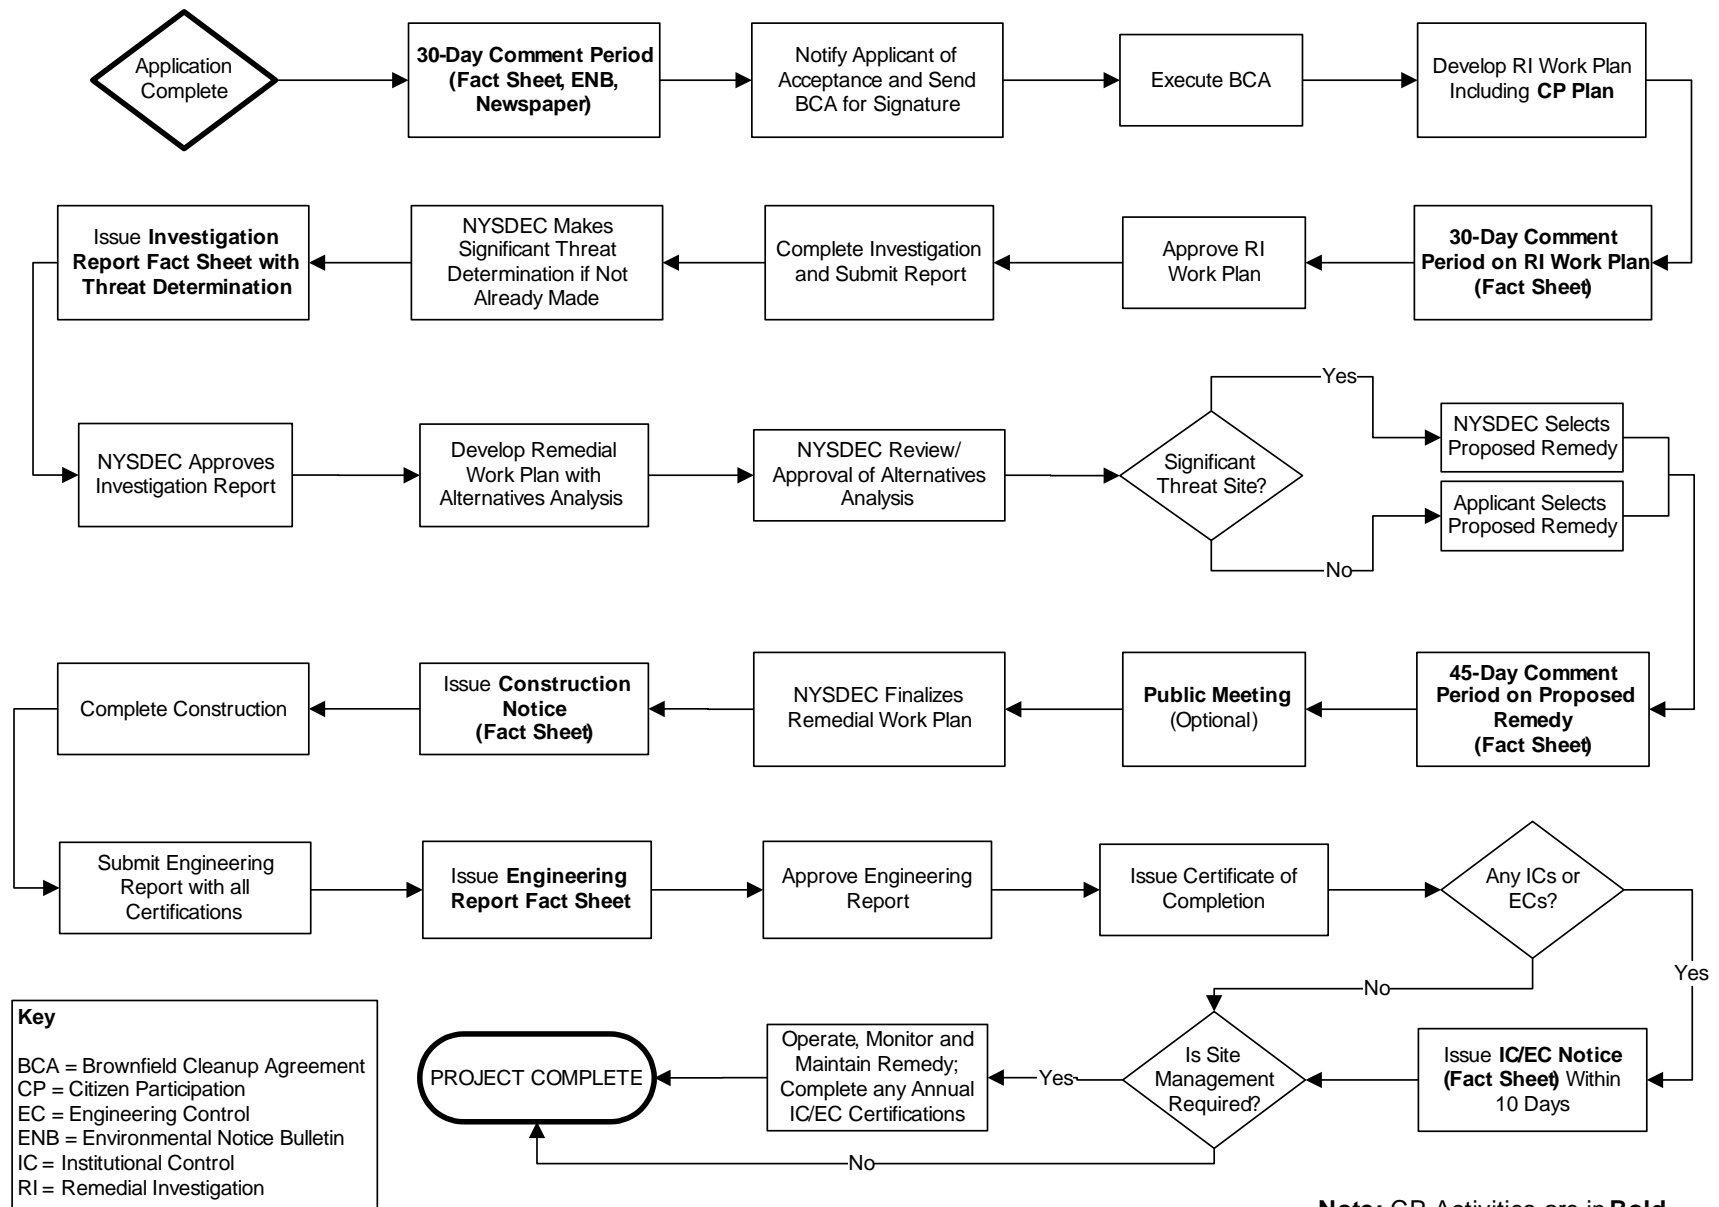 Application
Complete
30-Day Comment Period
(Fact Sheet, ENB,
Newspaper)
Notify Applicant of
Acceptance and Send
BCA for Signature
Execute BCA
Develop RI Work Plan
Including CP Plan
Issue Investigation
Report Fact Sheet with
Threat Determination
NYSDEC Makes
Significant Threat
Determination if Not
Already Made
Complete Investigation
and Submit Report
Approve RI
Work Plan
30-Day Comment
Period on RI Work Plan
(Fact Sheet)
NYSDEC Approves
Investigation Report
Develop Remedial
Work Plan with
Alternatives Analysis
NYSDEC Review/
Approval of Alternatives
Analysis
Significant
Threat Site?
Yes
NYSDEC Selects
Proposed Remedy
Applicant Selects
Proposed Remedy
No
Complete Construction
Issue Construction
Notice
(Fact Sheet)
NYSDEC Finalizes
Remedial Work Plan
Public Meeting
(Optional)
45-Day Comment
Period on Proposed
Remedy
(Fact Sheet)
Submit Engineering
Report with all
Certifications
Issue Engineering
Report Fact Sheet
Approve Engineering
Report
Issue Certificate of
Completion
Any ICs or
ECs?
Yes
No
Key
BCA = Brownfield Cleanup Agreement
CP = Citizen Participation
EC = Engineering Control
ENB = Environmental Notice Bulletin
IC = Institutional Control
RI = Remedial Investigation
PROJECT COMPLETE
Operate, Monitor and
Maintain Remedy;
Complete any Annual
IC/EC Certifications
Yes
Is Site
Management
Required?
Issue IC/EC Notice
(Fact Sheet) Within
10 Days
No
Note: CP Activities are in Bold